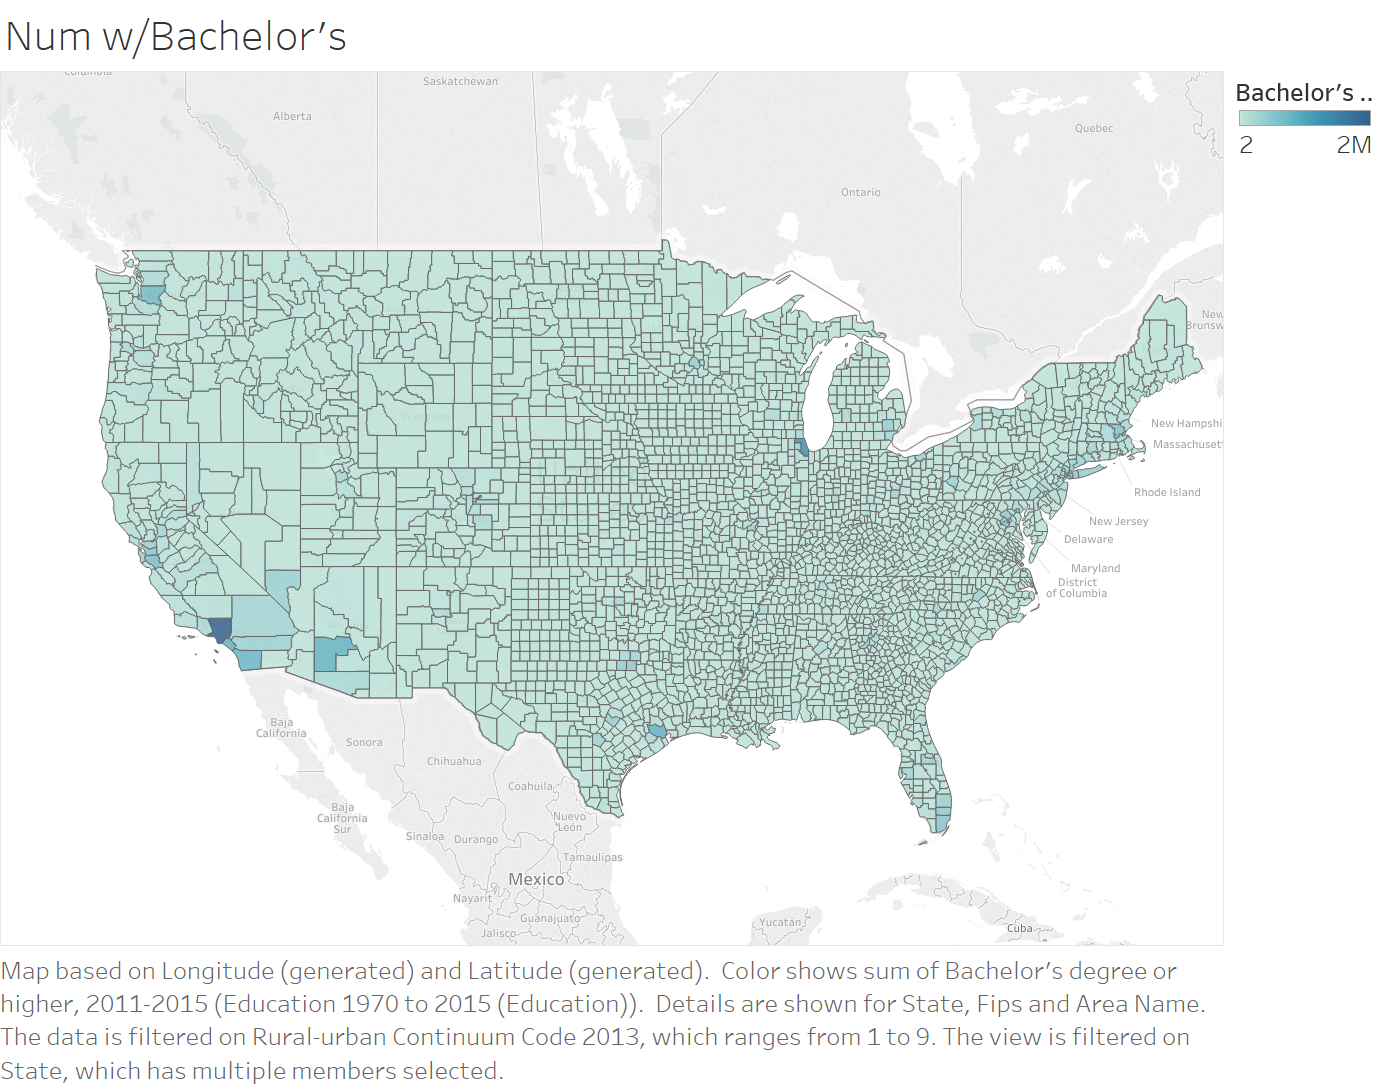 Num w/Bachelor's
Columbia
Saskatchewan
Alberta
Quebec
Ontario
Bachelor's ..
2 2M
New
Brunsw
Wyoming
New Hampshi
Massachuset
Rhode Island
New Jersey
Delaware
Maryland
District
of Columbia
Baja
California
Sonora
Chihuahua
Coahuila
Baja
California
Sur
Nuevo
León
Sinaloa
Durango
Tamaulipas
Mexico
Nayarit
Guanajuato
Jalisco
Yucatán
Cuba
Map based on Longitude (generated) and Latitude (generated).  Color shows sum of Bachelor's degree or
higher, 2011-2015 (Education 1970 to 2015 (Education)).  Details are shown for State, Fips and Area Name.
The data is filtered on Rural-urban Continuum Code 2013, which ranges from 1 to 9. The view is filtered on
State, which has multiple members selected.